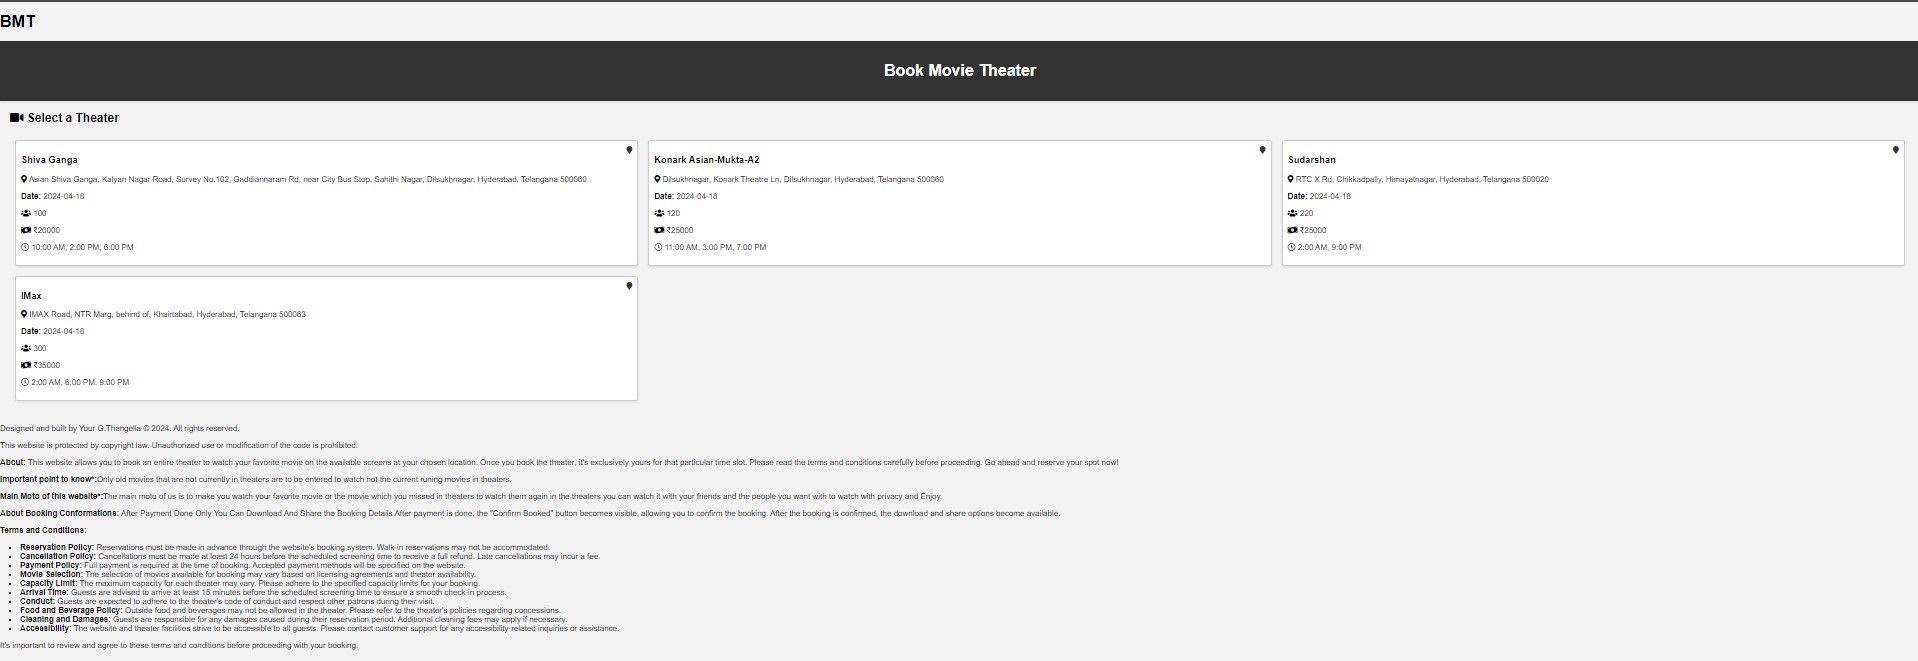 BMT
Book Movie Theater
Select a Theater
Shiva Ganga
Asian Shiva Ganga, Kalyan Nagar Road, Survey No.102, Gaddiannaram Rd, near City Bus Stop, Sahithi Nagar, Dilsukhnagar, Hyderabad, Telangana 500060
Date: 2024-04-18
100
₹20000
10:00 AM, 2:00 PM, 6:00 PM
Konark Asian-Mukta-A2
Dilsukhnagar, Konark Theatre Ln, Dilsukhnagar, Hyderabad, Telangana 500060
Date: 2024-04-18
120
₹25000
11:00 AM, 3:00 PM, 7:00 PM
Sudarshan
RTC X Rd, Chikkadpally, Himayatnagar, Hyderabad, Telangana 500020
Date: 2024-04-18
220
₹25000
2:00 AM, 9:00 PM
IMax
IMAX Road, NTR Marg, behind of, Khairtabad, Hyderabad, Telangana 500063
Date: 2024-04-18
300
₹35000
2:00 AM, 6:00 PM, 9:00 PM
Designed and built by Your G.Thangella © 2024. All rights reserved.
This website is protected by copyright law. Unauthorized use or modification of the code is prohibited.
About: This website allows you to book an entire theater to watch your favorite movie on the available screens at your chosen location. Once you book the theater, it's exclusively yours for that particular time slot. Please read the terms and conditions carefully before proceeding. Go ahead and reserve your spot now!
Important point to know*:Only old movies that are not currently in theaters are to be entered to watch not the current runing movies in theaters.
Main Moto of this website*:The main moto of us is to make you watch your favorite movie or the movie which you missed in theaters to watch them again in the theaters you can watch it with your friends and the people you want with to watch with privacy and Enjoy.
About Booking Conformations: After Payment Done Only You Can Download And Share the Booking Details After payment is done, the "Confirm Booked" button becomes visible, allowing you to confirm the booking. After the booking is confirmed, the download and share options become available.
Terms and Conditions:
• Reservation Policy: Reservations must be made in advance through the website's booking system. Walk-in reservations may not be accommodated.
• Cancellation Policy: Cancellations must be made at least 24 hours before the scheduled screening time to receive a full refund. Late cancellations may incur a fee.
• Payment Policy: Full payment is required at the time of booking. Accepted payment methods will be specified on the website.
• Movie Selection: The selection of movies available for booking may vary based on licensing agreements and theater availability.
• Capacity Limit: The maximum capacity for each theater may vary. Please adhere to the specified capacity limits for your booking.
• Arrival Time: Guests are advised to arrive at least 15 minutes before the scheduled screening time to ensure a smooth check-in process.
• Conduct: Guests are expected to adhere to the theater's code of conduct and respect other patrons during their visit.
• Food and Beverage Policy: Outside food and beverages may not be allowed in the theater. Please refer to the theater's policies regarding concessions.
• Cleaning and Damages: Guests are responsible for any damages caused during their reservation period. Additional cleaning fees may apply if necessary.
• Accessibility: The website and theater facilities strive to be accessible to all guests. Please contact customer support for any accessibility-related inquiries or assistance.
It's important to review and agree to these terms and conditions before proceeding with your booking.